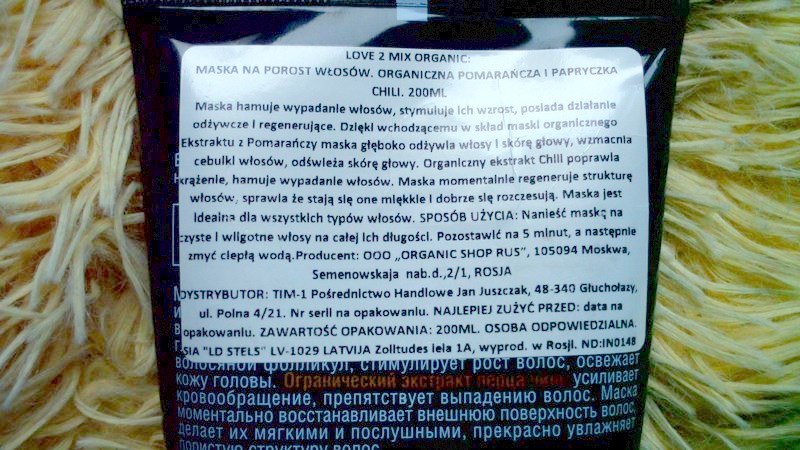 LOVE 2 MIX ORGANIC:
MASKA NA POROST WŁOSÓW. ORGANICZNA POMARAŃCZA I PAPRYCZKA
CHILI. 200ML
Maska hamuje wypadanie włosów, stymuluje ich wzrost, posiada działanie
odżywcze i regenerujące. Dzięki wchodzącemu w skład maski organicznego
Ekstraktu z Pomarańczy maska głęboko odżywia włosy i skórę głowy, wzmacnia
cebulki włosów, odświeża skórę głowy. Organiczny ekstrakt Chili poprawia
krążenie, hamuje wypadanie włosów. Maska momentalnie regeneruje strukturę
włosów, sprawia że stają się one miękkie i dobrze się rozczesują. Maska jest
idealna dla wszystkich typów włosów. SPOSÓB UŻYCIA: Nanieść maskę na
czyste i wilgotne włosy na całej ich długości. Pozostawić na 5 minut, a następnie
zmyć ciepłą wodą.Producent: OOO „ORGANIC SHOP RUS”, 105094 Moskwa,
Semenowskaja nab.d.,2/1, ROSJA
DYSTRYBUTOR: TIM-1 Pośrednictwo Handlowe Jan Juszczak, 48-340 Głuchołazy,
ul. Polna 4/21. Nr serii na opakowaniu. NAJLEPIEJ ZUŻYĆ PRZED: data na
opakowaniu. ZAWARTOŚĆ OPAKOWANIA: 200ML. OSOBA ODPOWIEDZIALNA.
SIA "LD STELS" LV-1029 LATVIJA Zolitudes iela 1A, wyprod. w Rosji. ND:IN0148
волосяной фолликул, стимулирует рост волос, освежает
кожу головы. Органический экстракт перца чили усиливает
кровообращение, препятствует выпадению волос. Маска
моментально восстанавливает внешнюю поверхность волос,
делает их мягкими и послушными, прекрасно увлажняет
пористую структуру волос.